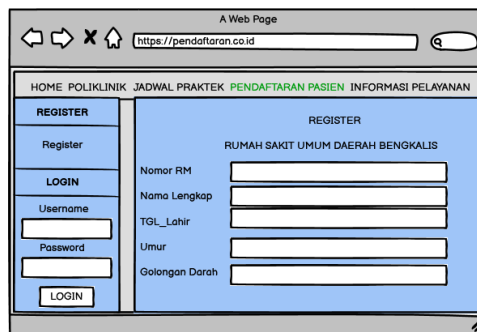 A Web Page
https://pendaftaran.co.id
HOME POLIKLINIK JADWAL PRAKTEK PENDAFTARAN PASIEN INFORMASI PELAYANAN
REGISTER
Register
LOGIN
Username
Password
LOGIN
REGISTER
RUMAH SAKIT UMUM DAERAH BENGKALIS
Nomor RM
Nama Lengkap
TGL_Lahir
Umur
Golongan Darah